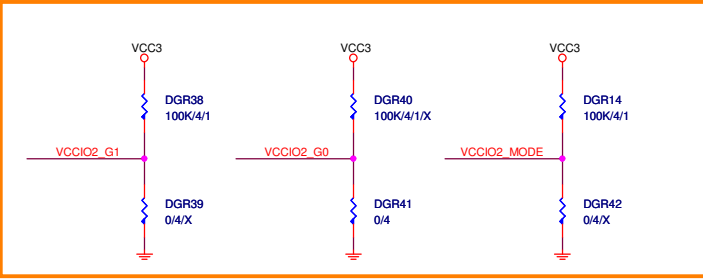 VCC3
DGR38
100K/4/1
VCCIO2_G1
DGR39
0/4/X
VCC3
DGR40
100K/4/1/X
VCCIO2_G0
DGR41
0/4
VCC3
DGR14
100K/4/1
VCCIO2_MODE
DGR42
0/4/X